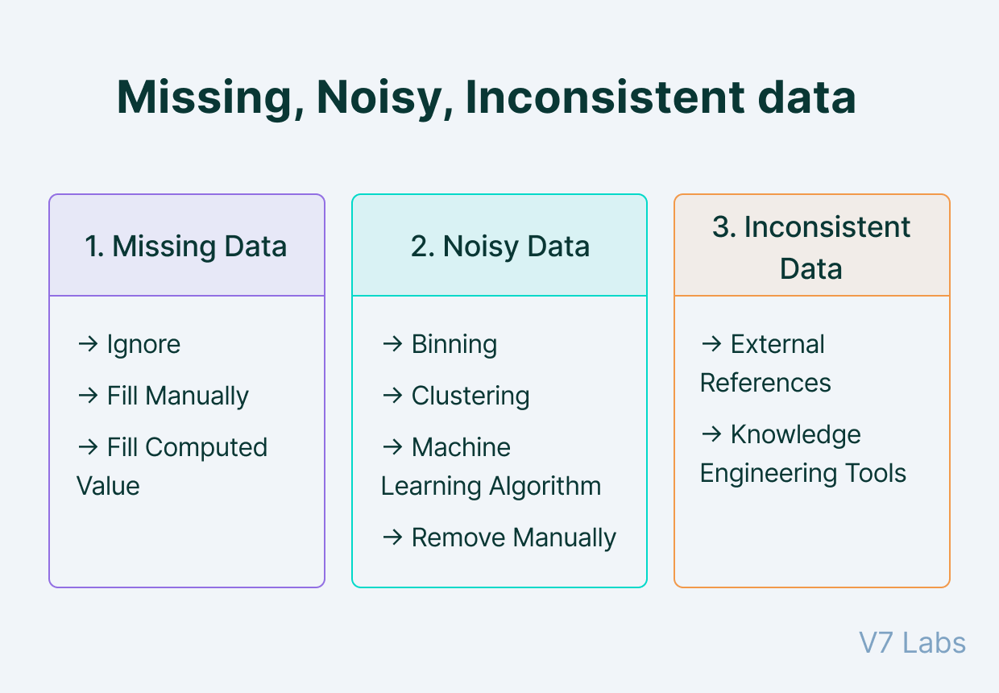 Missing, Noisy, Inconsistent data
1. Missing Data
→ Ignore
→ Fill Manually
→ Fill Computed
Value
2. Noisy Data
→ Binning
→ Clustering
→ Machine
Learning Algorithm
→ Remove Manually
3. Inconsistent
Data
→ External
References
→ Knowledge
Engineering Tools
V7 Labs